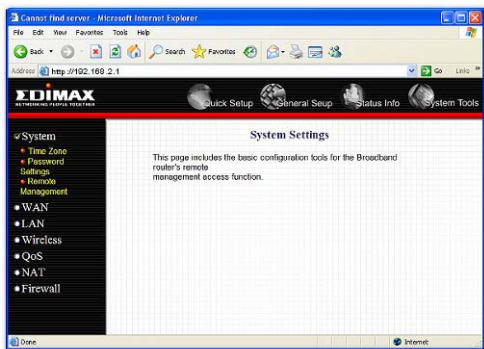 Cannot find server - Microsoft Internet Explorer
File Edit View Favorites Tools Help
Back Search Favorites
Address http://192.168.2.1 Go Links »
EDIMAX
NETWORKING PEOPLE TOGETHER
Quick Setup General Seup Status Info System Tools
System
Time Zone
Password
Settings
Remote
Management
WAN
LAN
Wireless
QoS
NAT
Firewall
System Settings
This page includes the basic configuration tools for the Broadband
router's remote
management access function.
Done Internet